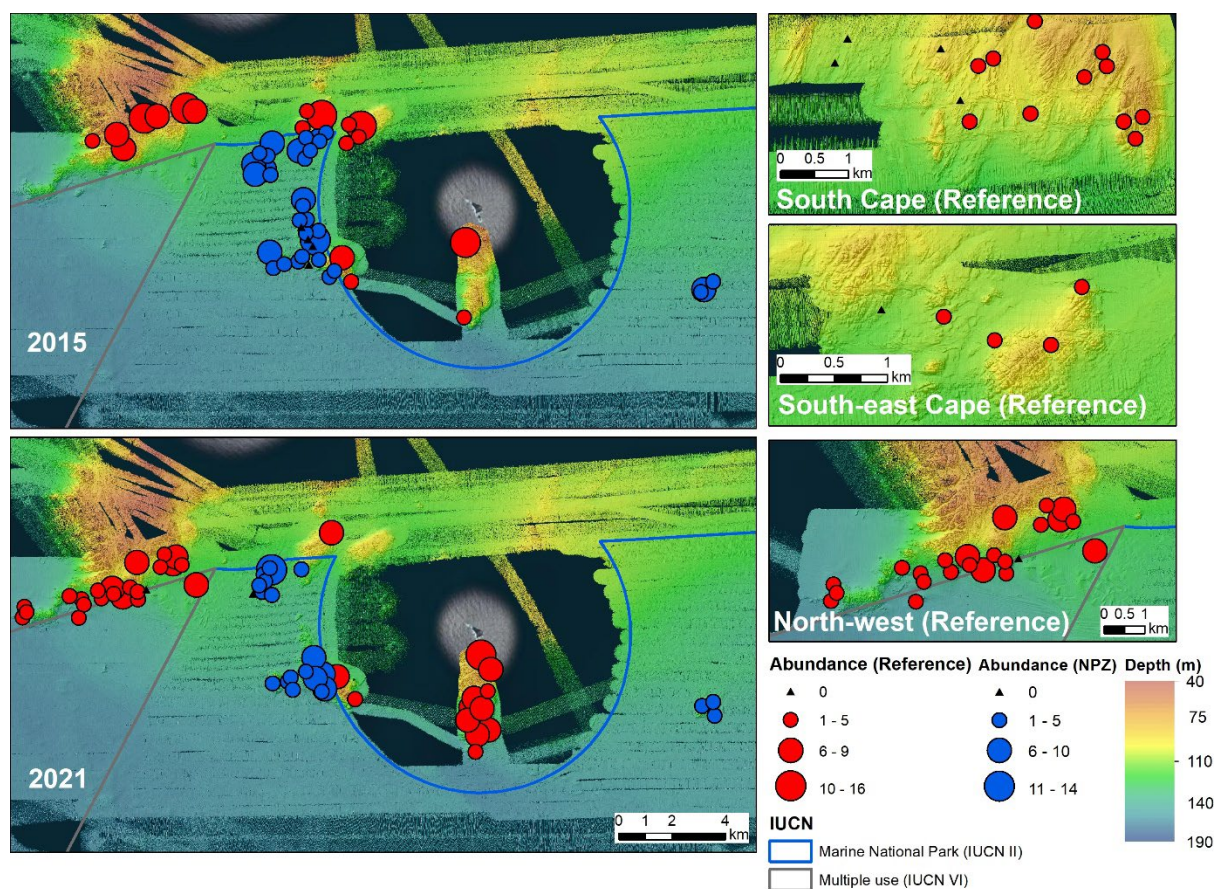 2015
0 0.5 1
km
South Cape (Reference)
0 0.5 1
km
South-east Cape (Reference)
2021
0 1 2 4
km
North-west (Reference)
0 0.5 1
km
Abundance (Reference)
0
1 - 5
6 - 9
10 - 16
Abundance (NPZ)
0
1 - 5
6 - 10
11 - 14
Depth (m)
40
75
110
140
190
IUCN
Marine National Park (IUCN II)
Multiple use (IUCN VI)